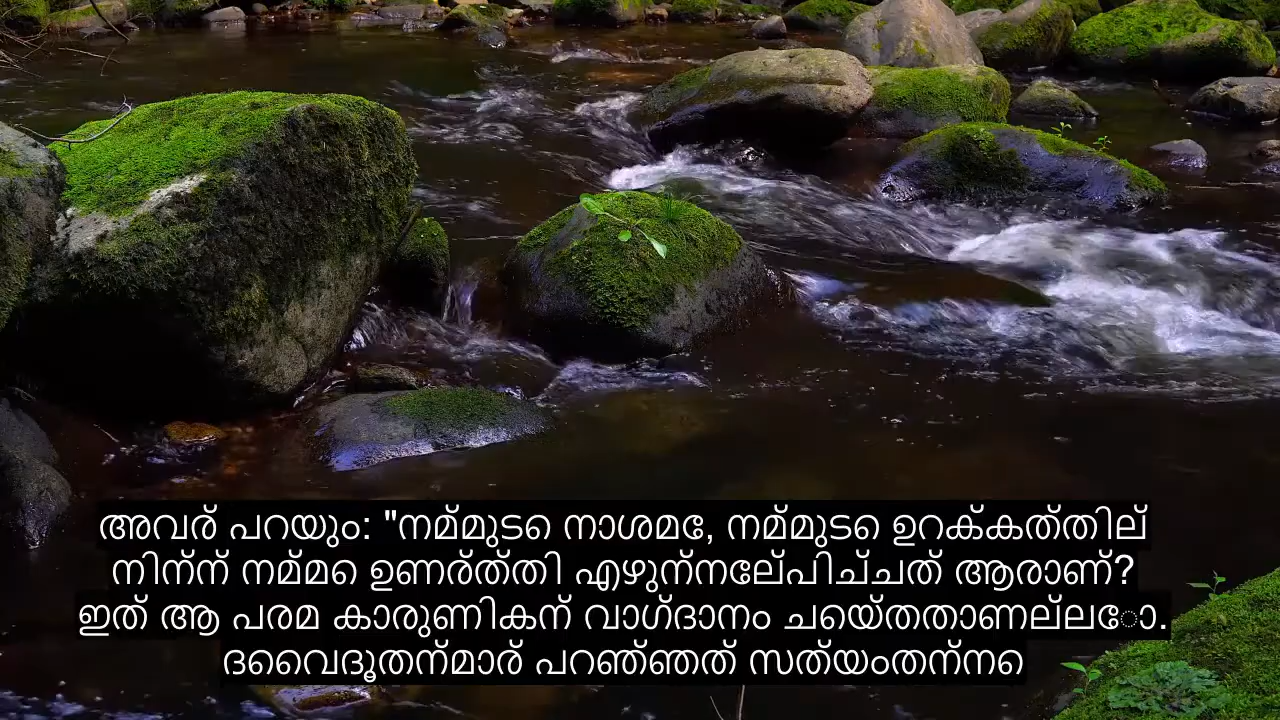 അവര് പറയും: "നമ്മുടെ നാശമേ, നമ്മുടെ ഉറക്കത്തില്
നിന്ന് നമ്മെ ഉണര്ത്തി എഴുന്നേല്പിച്ചത് ആരാണ്?
ഇത് ആ പരമ കാരുണികന് വാഗ്ദാനം ചെയ്തതാണല്ലോ.
ദൈവദൂതന്മാര് പറഞ്ഞത് സത്യംതന്നെ